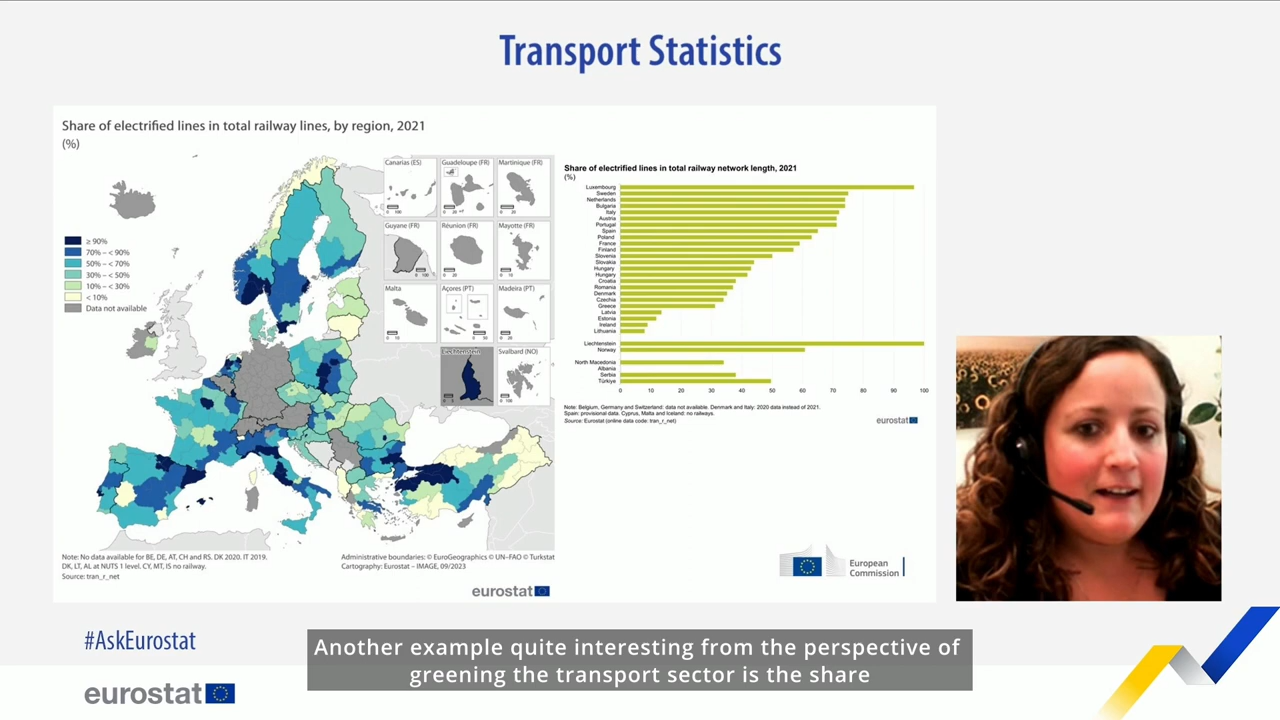 Transport Statistics
Share of electrified lines in total railway lines, by region, 2021
(%)
≥ 90%
70% – < 90%
50% – < 70%
30% – < 50%
10% – < 30%
< 10%
Data not available
Canarias (ES)
Guadeloupe (FR)
Martinique (FR)
Guyane (FR)
Réunion (FR)
Mayotte (FR)
Malta
Açores (PT)
Madeira (PT)
Liechtenstein
Svalbard (NO)
Note: No data available for BE, DE, AT, CH and RS. DK 2020. IT 2019.
DK, LT, AL at NUTS 1 level. CY, MT, IS no railway.
Source: tran_r_net
Administrative boundaries: © EuroGeographics © UN–FAO © Turkstat
Cartography: Eurostat – IMAGE, 09/2023
eurostat
Share of electrified lines in total railway network length, 2021
(%)
Luxembourg
Sweden
Netherlands
Bulgaria
Italy
Austria
Portugal
Spain
Poland
France
Finland
Slovenia
Slovakia
Hungary
Hungary
Croatia
Romania
Denmark
Czechia
Greece
Latvia
Estonia
Ireland
Lithuania
Liechtenstein
Norway
North Macedonia
Albania
Serbia
Türkiye
0 10 20 30 40 50 60 70 80 90 100
Note: Belgium, Germany and Switzerland: data not available. Denmark and Italy: 2020 data instead of 2021.
Spain: provisional data. Cyprus, Malta and Iceland: no railways.
Source: Eurostat (online data code: tran_r_net)
eurostat
European
Commission
#AskEurostat
Another example quite interesting from the perspective of
greening the transport sector is the share
eurostat